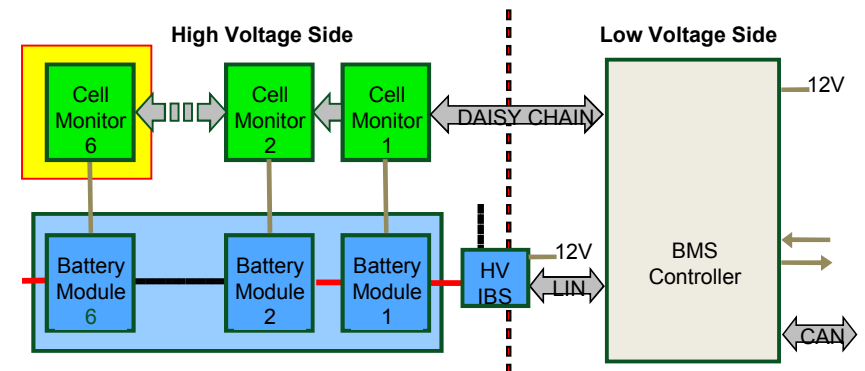 High Voltage Side
Low Voltage Side
Cell
Monitor
6
Cell
Monitor
2
Cell
Monitor
1
DAISY CHAIN
12V
Battery
Module
6
Battery
Module
2
Battery
Module
1
HV
IBS
12V
LIN
BMS
Controller
CAN